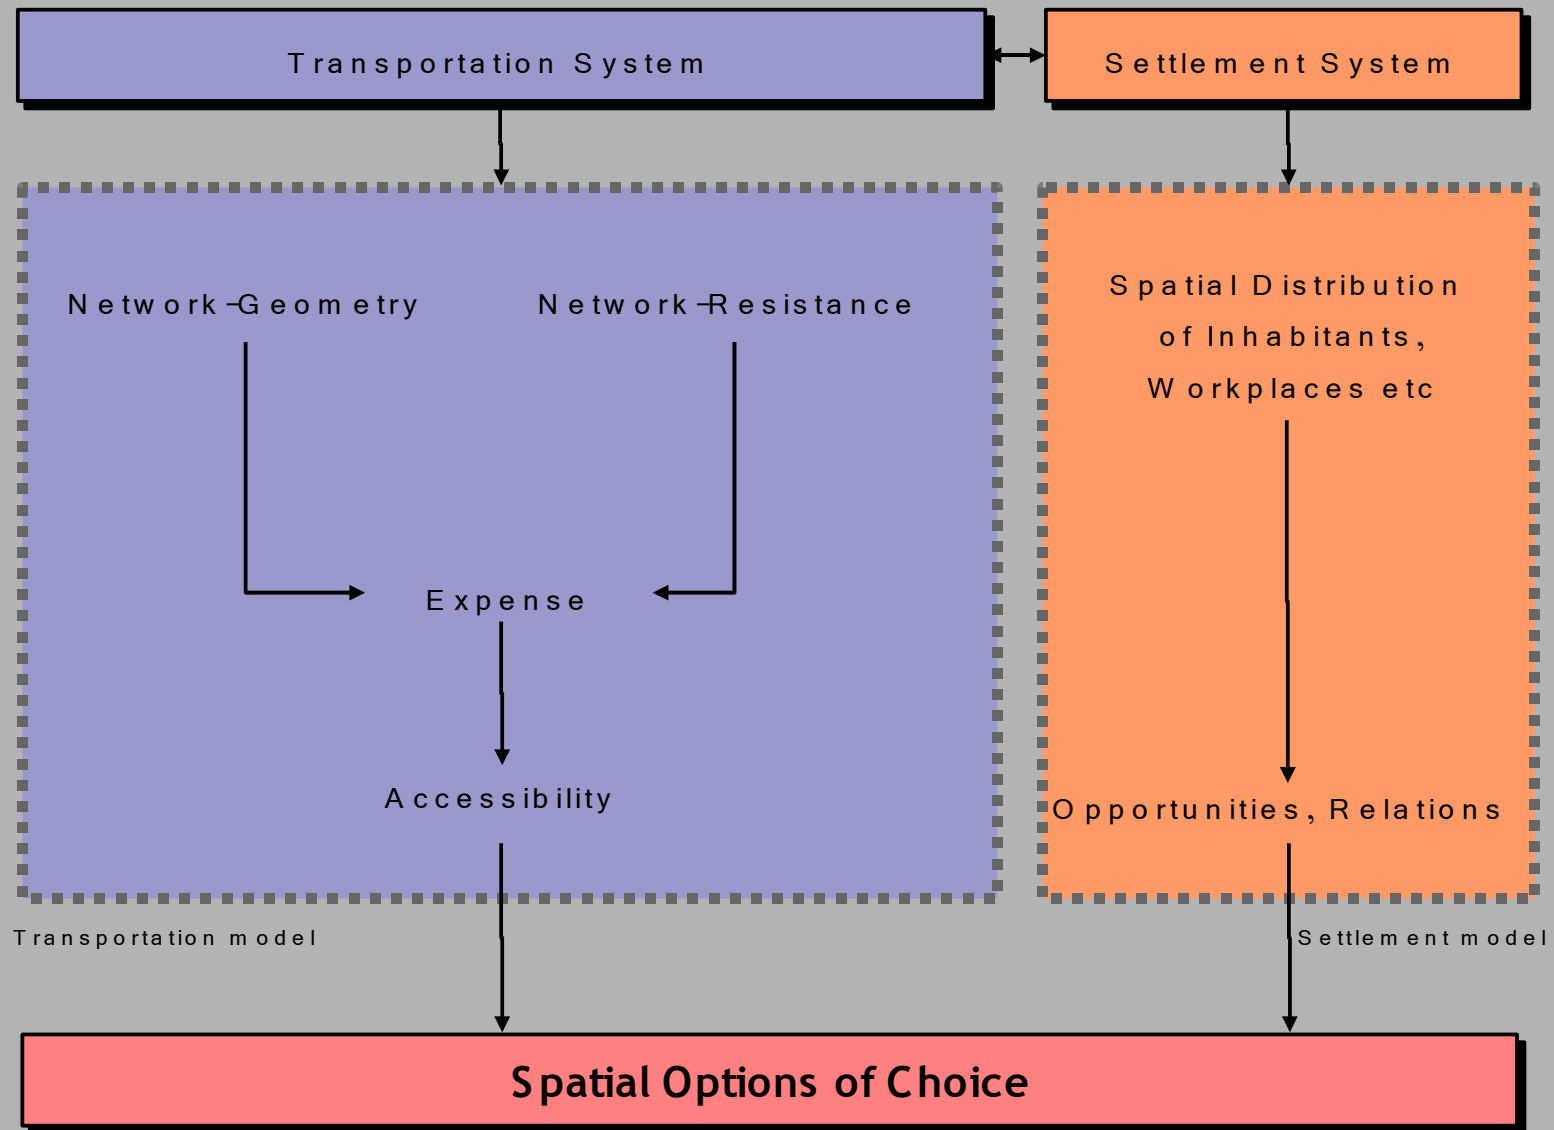 Transportation System
Settlement System
Network-Geometry
Network-Resistance
Spatial Distribution
of Inhabitants,
Workplaces etc
Expense
Accessibility
Opportunities, Relations
Transportation model
Settlement model
Spatial Options of Choice